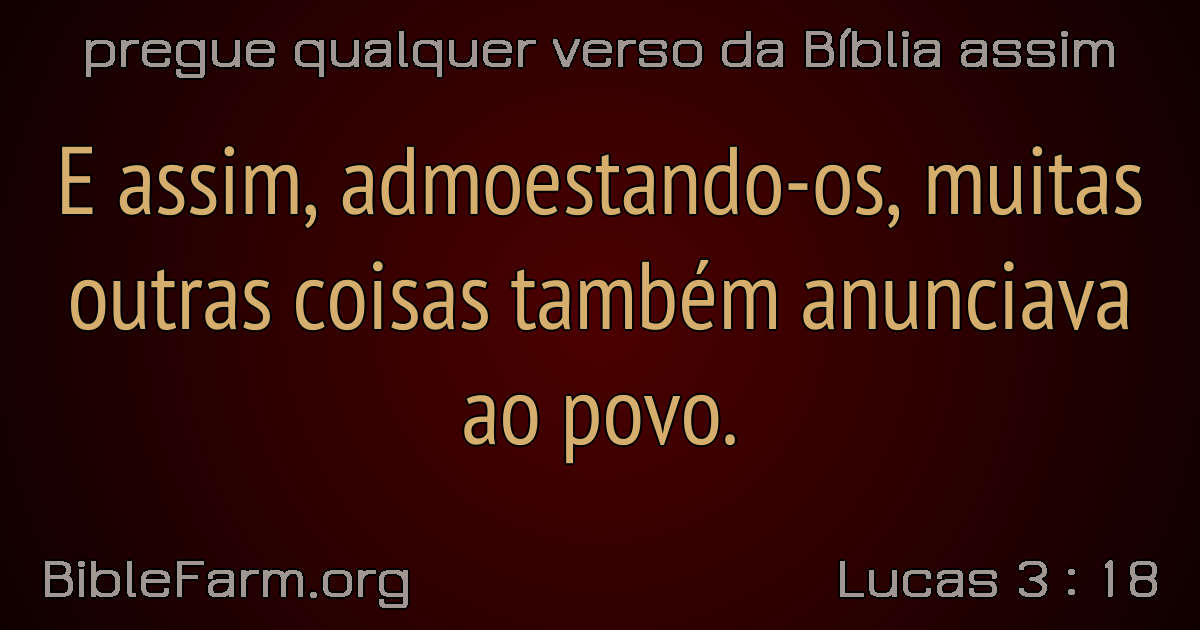 pregue qualquer verso da Bíblia assim
E assim, admoestando-os, muitas
outras coisas também anunciava
ao povo.
BibleFarm.org
Lucas 3 : 18